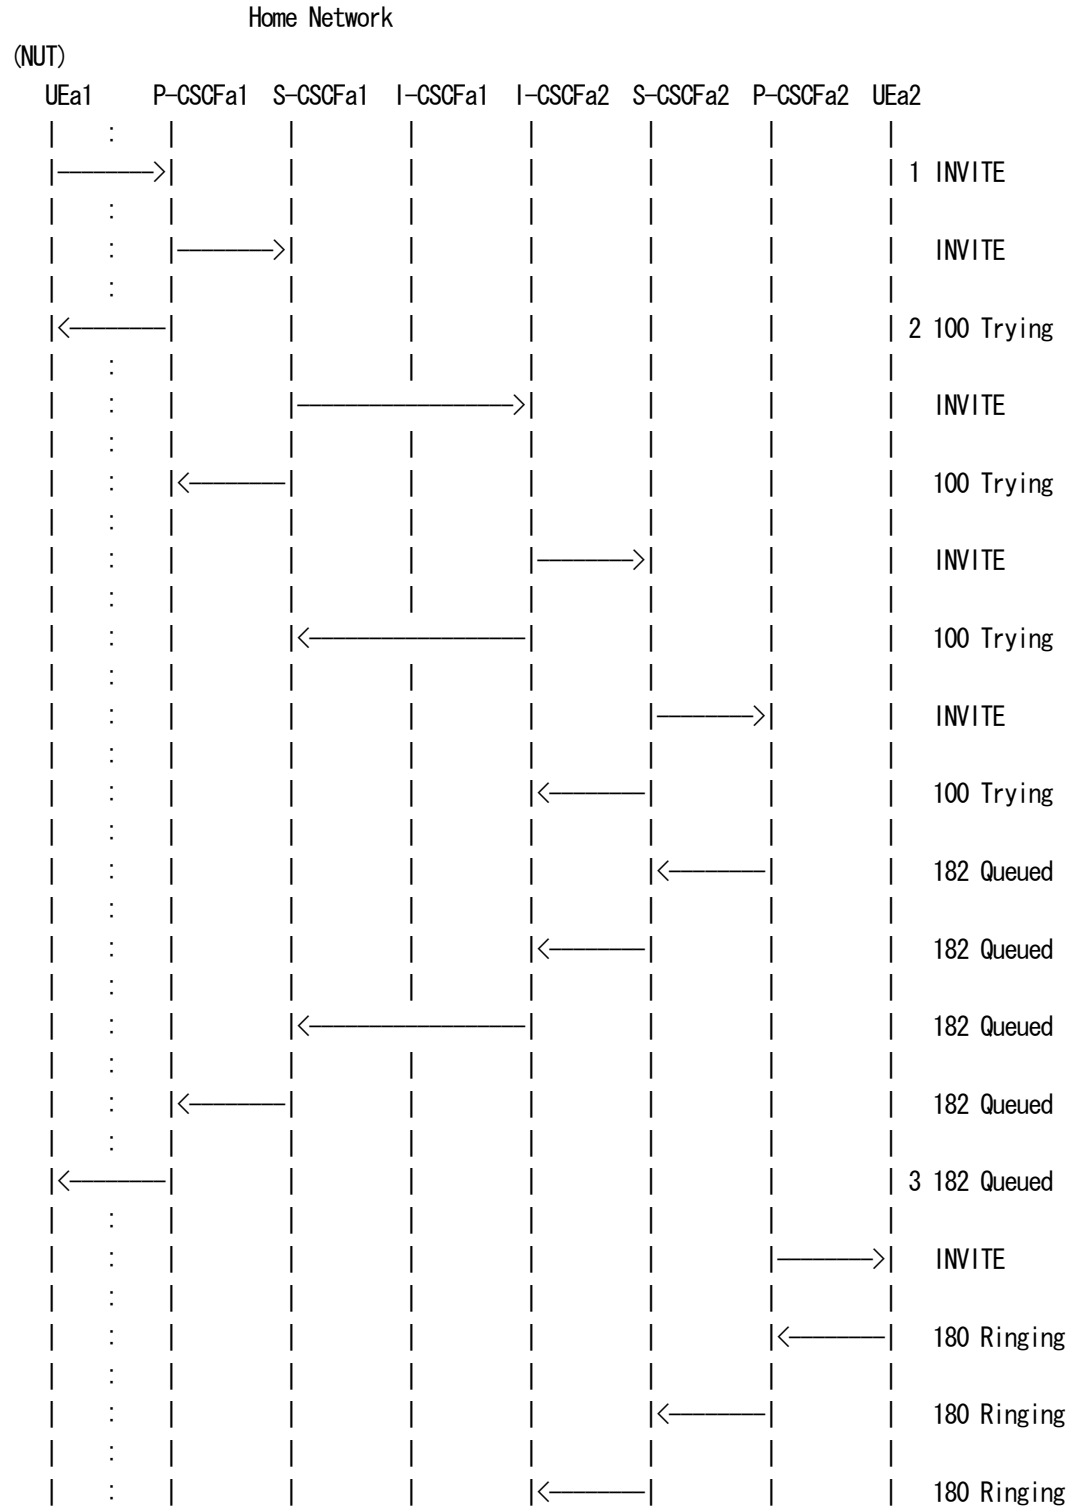 Home Network
(NUT)
UEa1 P-CSCFa1 S-CSCFa1 I-CSCFa1 I-CSCFa2 S-CSCFa2 P-CSCFa2 UEa2
1 INVITE
INVITE
2 100 Trying
INVITE
100 Trying
INVITE
100 Trying
INVITE
100 Trying
182 Queued
182 Queued
182 Queued
182 Queued
3 182 Queued
INVITE
180 Ringing
180 Ringing
180 Ringing